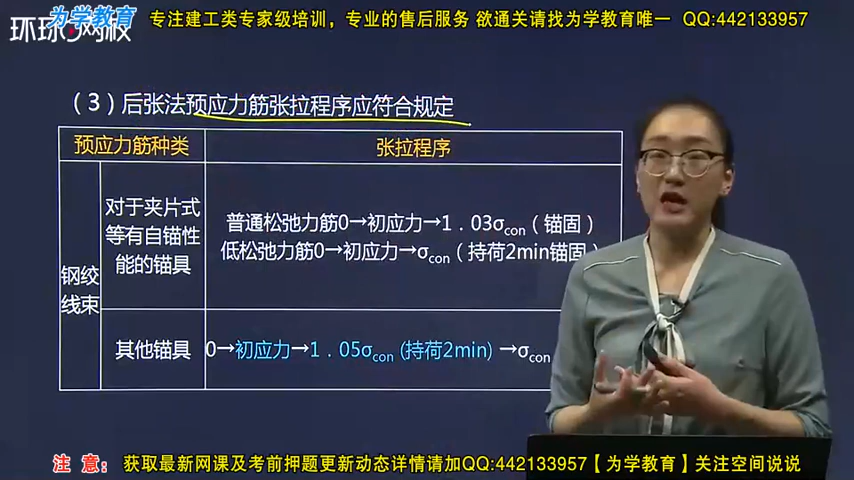 专注建工类专家级培训，专业的售后服务 欲通关请找为学教育唯一 QQ:442133957
为学教育
环球网校
（3）后张法预应力筋张拉程序应符合规定
预应力筋种类
张拉程序
钢绞线束
对于夹片式等有自锚性能的锚具
普通松弛力筋0→初应力→1．03σcon（锚固）
低松弛力筋0→初应力→σcon（持荷2min锚固）
其他锚具
0→初应力→1．05σcon (持荷2min) →σcon
注 意： 获取最新网课及考前押题更新动态详情请加QQ:442133957【为学教育】关注空间说说